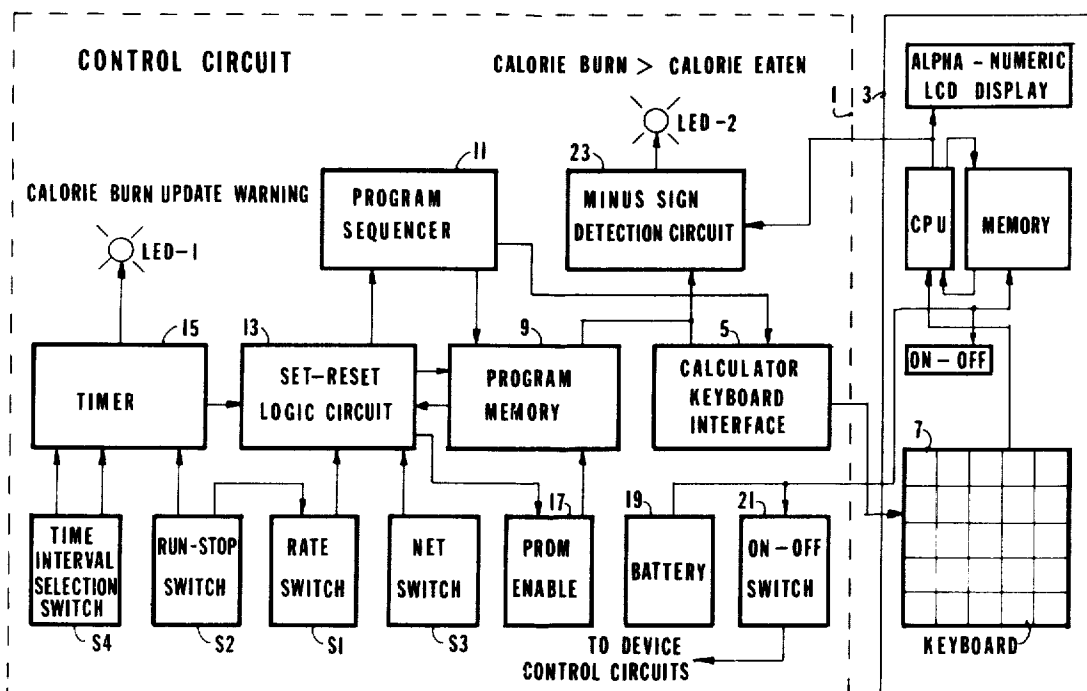 CONTROL CIRCUIT
CALORIE BURN > CALORIE EATEN
LED-2
1
3
ALPHA - NUMERIC
LCD DISPLAY
CALORIE BURN UPDATE WARNING
LED-1
11
PROGRAM
SEQUENCER
23
MINUS SIGN
DETECTION CIRCUIT
CPU
MEMORY
15
TIMER
13
SET-RESET
LOGIC CIRCUIT
9
PROGRAM
MEMORY
5
CALCULATOR
KEYBOARD
INTERFACE
ON-OFF
7
TIME
INTERVAL
SELECTION
SWITCH
S4
RUN-STOP
SWITCH
S2
RATE
SWITCH
S1
NET
SWITCH
S3
17
PROM
ENABLE
19
BATTERY
21
ON-OFF
SWITCH
TO DEVICE
CONTROL CIRCUITS
KEYBOARD